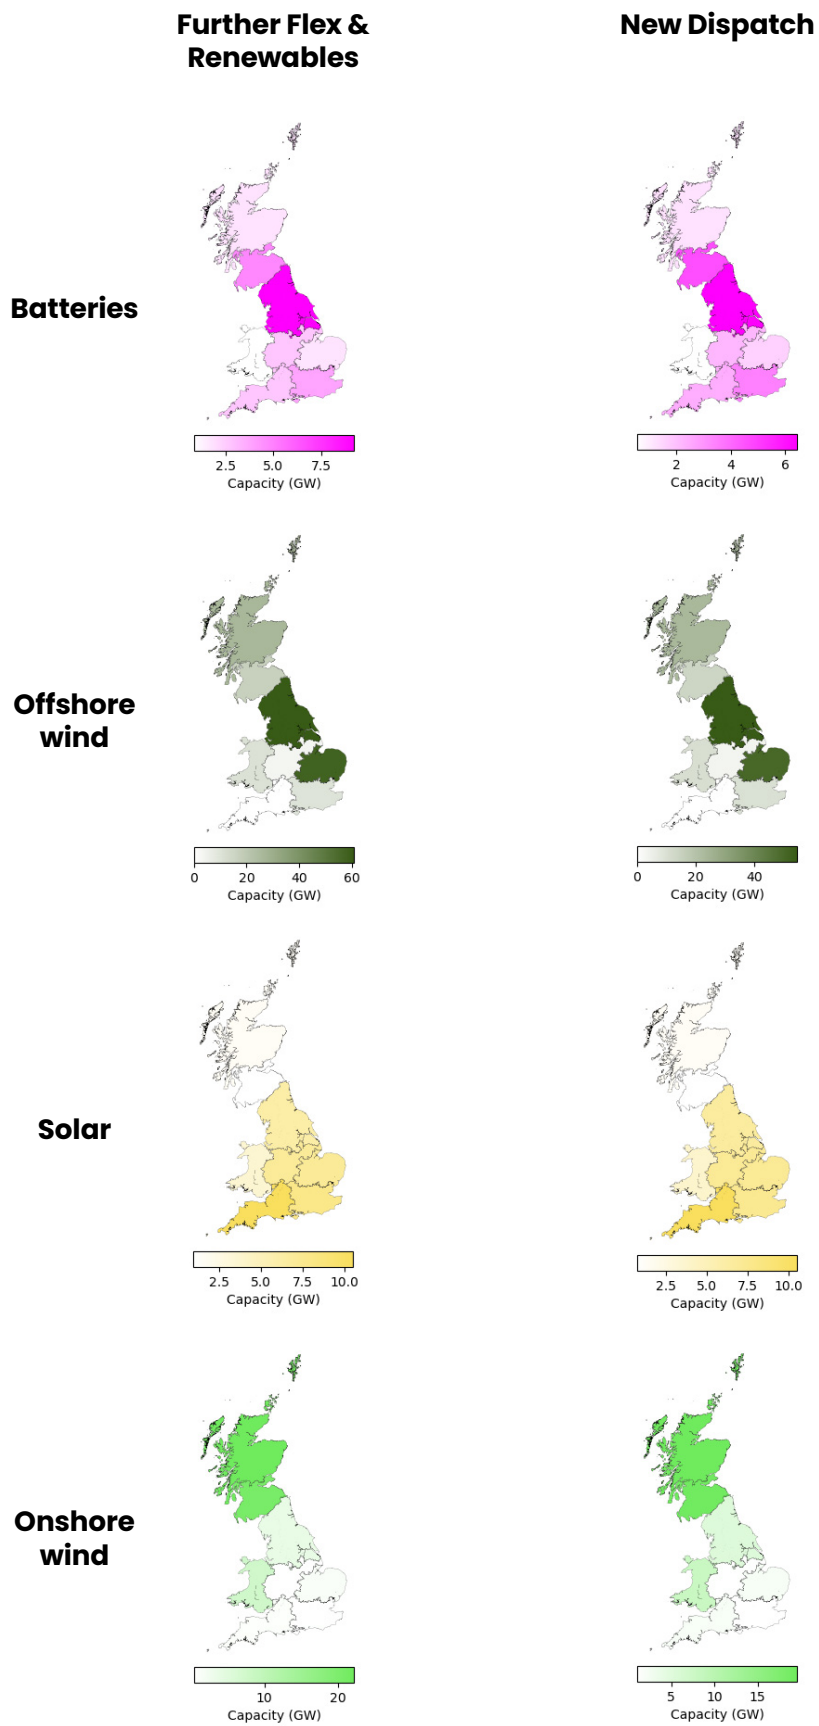 Further Flex &
Renewables
New Dispatch
Batteries
2.5 5.0 7.5
Capacity (GW)
2 4 6
Capacity (GW)
Offshore
wind
0 20 40 60
Capacity (GW)
0 20 40
Capacity (GW)
Solar
2.5 5.0 7.5 10.0
Capacity (GW)
2.5 5.0 7.5 10.0
Capacity (GW)
Onshore
wind
10 20
Capacity (GW)
5 10 15
Capacity (GW)